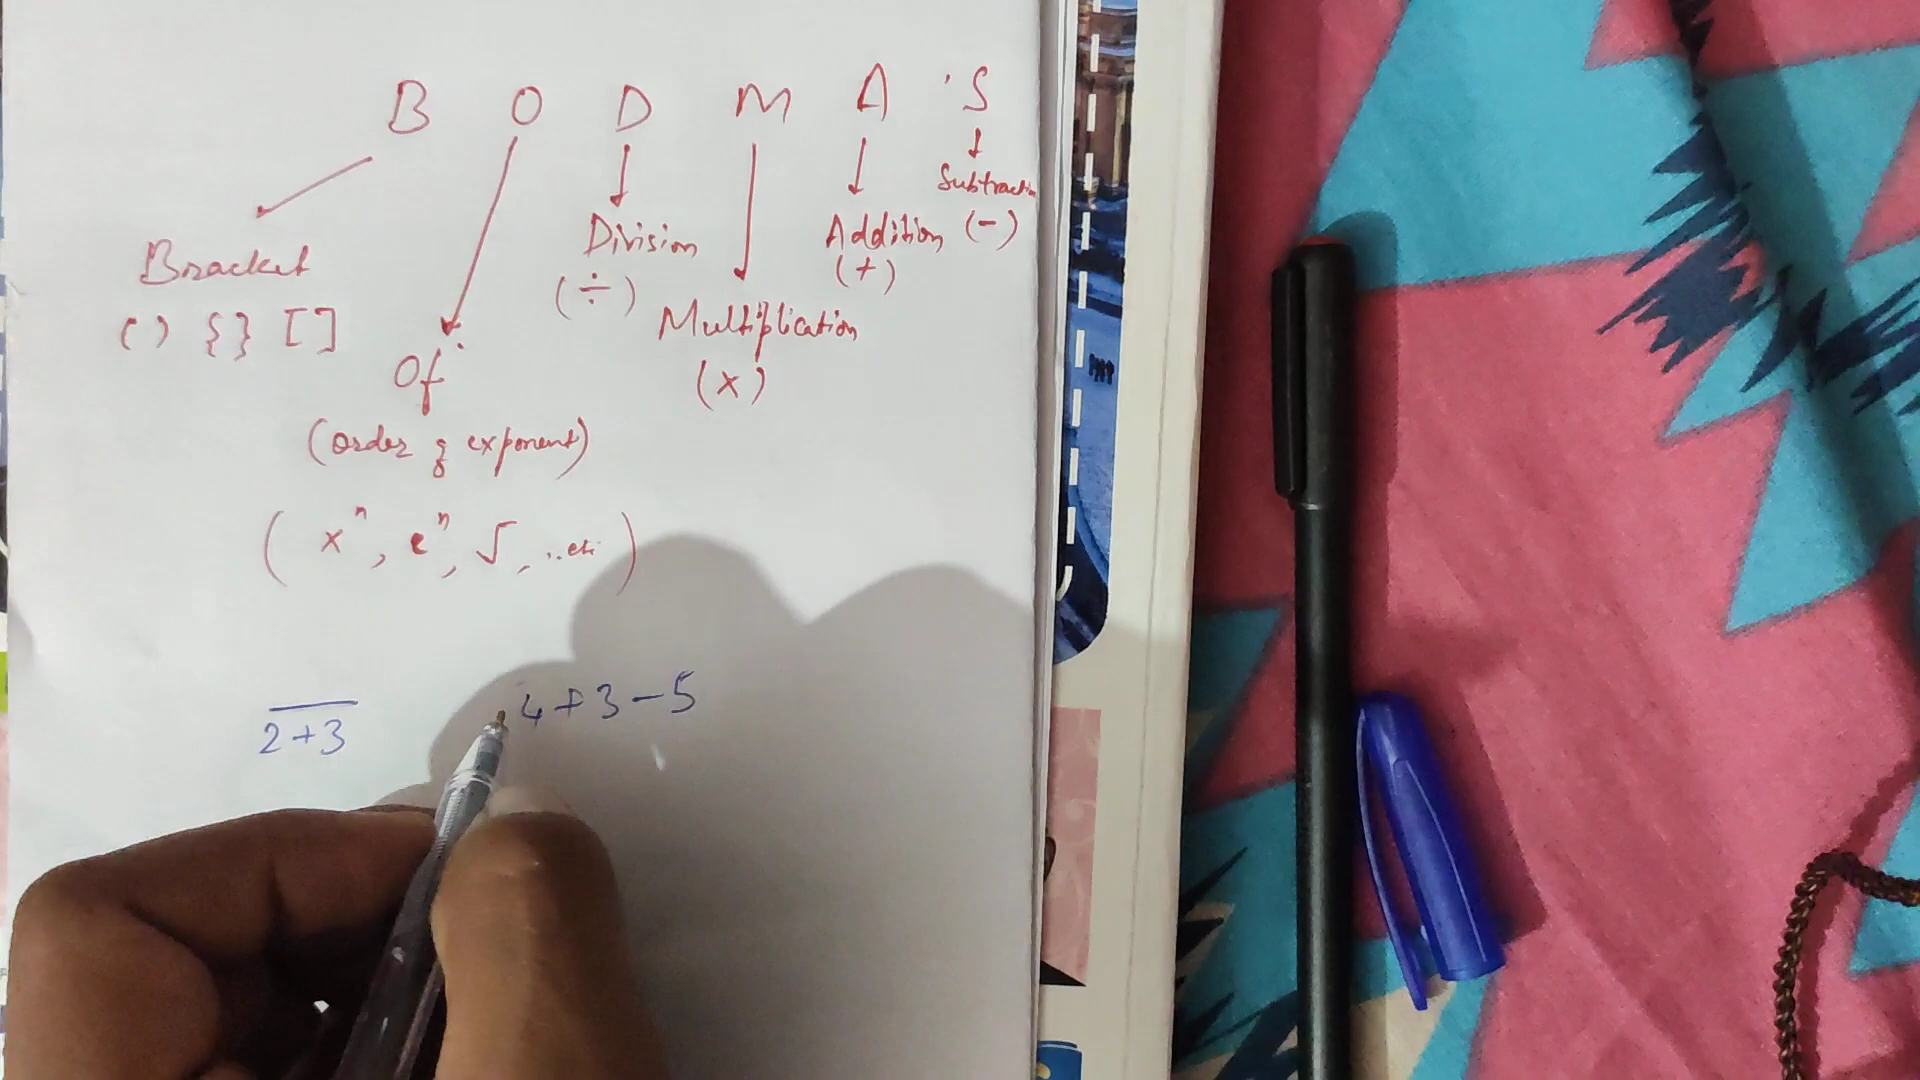 B O D M A S
Subtraction
Bracket Division Addition (-)
(÷) (+)
() {} [] Multiplication
Of (x)
(order of exponent)
(xⁿ, eⁿ, √, ..etc)
4+3-5
2+3